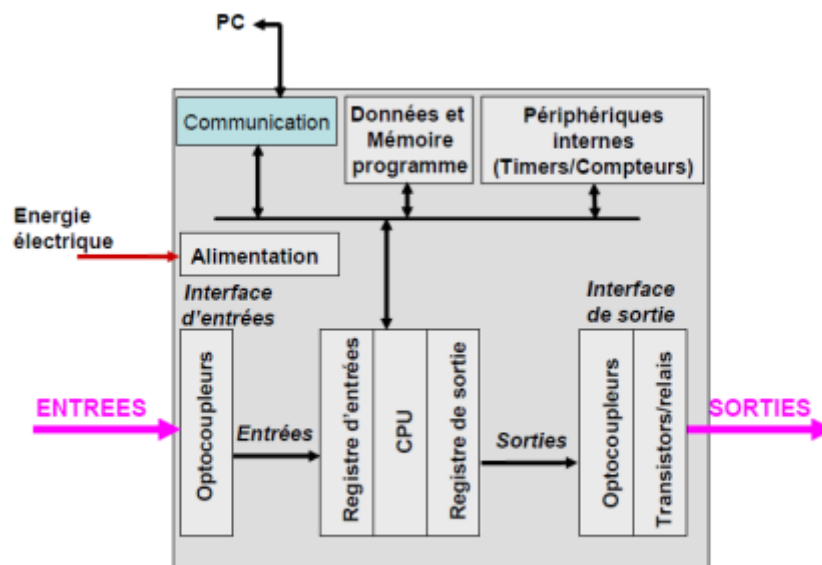 PC
Communication
Données et
Mémoire
programme
Périphériques
internes
(Timers/Compteurs)
Energie
électrique
Alimentation
Interface
d'entrées
Interface
de sortie
ENTREES
Optocoupleurs
Entrées
Registre d'entrées
CPU
Registre de sortie
Sorties
Optocoupleurs
Transistors/relais
SORTIES